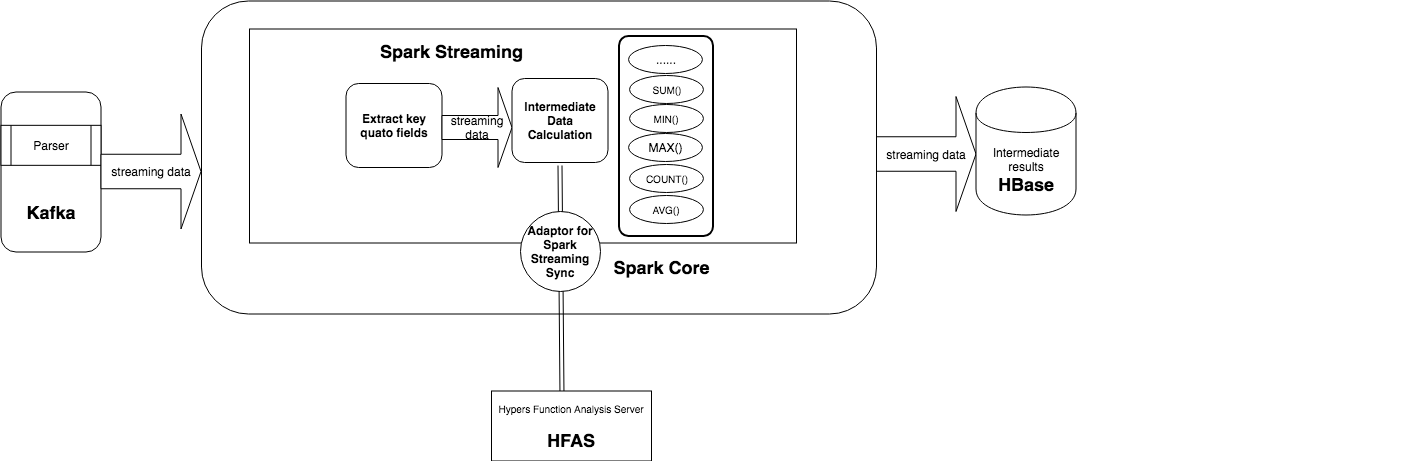 Spark Streaming
......
SUM()
MIN()
MAX()
COUNT()
AVG()
Extract key
quato fields
streaming
data
Intermediate
Data
Calculation
Parser
Kafka
streaming data
streaming data
Intermediate
results
HBase
Adaptor for
Spark
Streaming
Sync
Spark Core
Hypers Function Analysis Server
HFAS